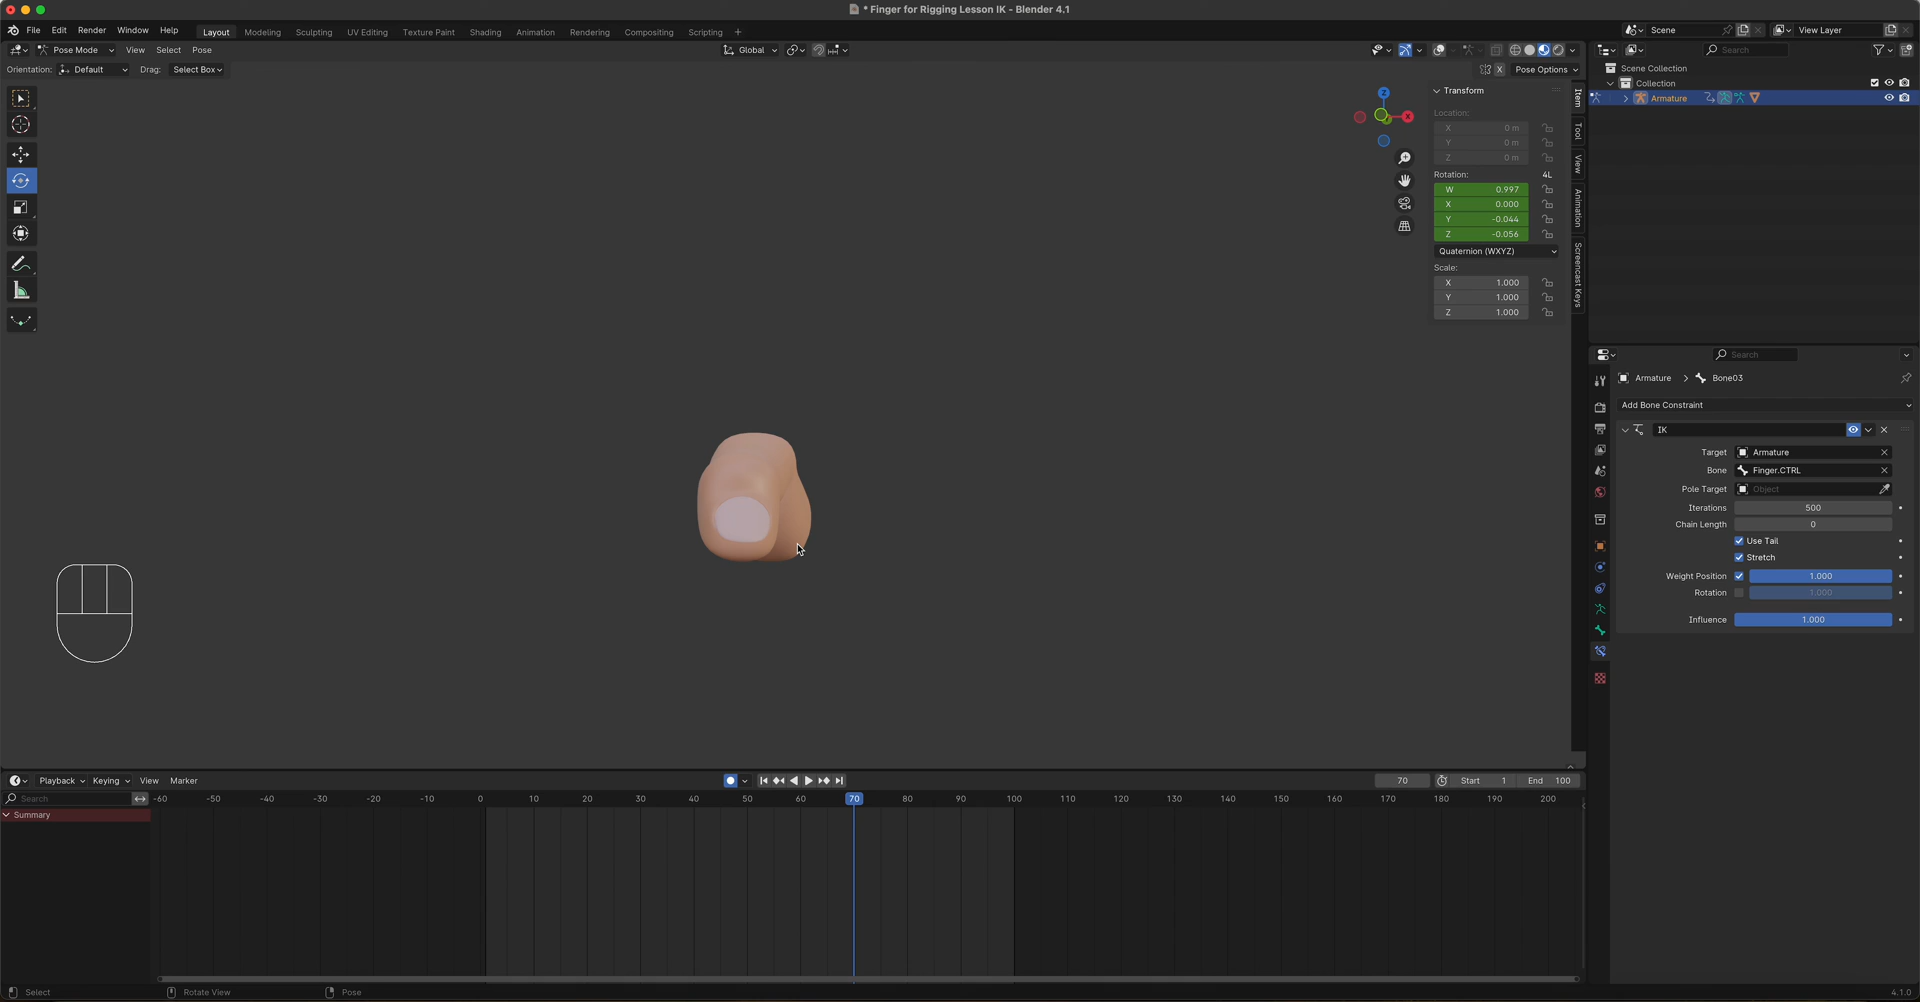 * Finger for Rigging Lesson IK - Blender 4.1
File Edit Render Window Help Layout Modeling Sculpting UV Editing Texture Paint Shading Animation Rendering Compositing Scripting + Scene View Layer
Pose Mode View Select Pose Global Search
Orientation: Default Drag: Select Box X Pose Options
Scene Collection
Collection
Armature
Z
X
Transform
Location:
X 0 m
Y 0 m
Z 0 m
Rotation: 4L
W 0.997
X 0.000
Y -0.044
Z -0.056
Quaternion (WXYZ)
Scale:
X 1.000
Y 1.000
Z 1.000
Item
Tool
View
Animation
Screencast Keys
Search
Armature > Bone03
Add Bone Constraint
IK
Target Armature
Bone Finger.CTRL
Pole Target Object
Iterations 500
Chain Length 0
Use Tail
Stretch
Weight Position 1.000
Rotation 1.000
Influence 1.000
Playback Keying View Marker 70 Start 1 End 100
Search -60 -50 -40 -30 -20 -10 0 10 20 30 40 50 60 70 80 90 100 110 120 130 140 150 160 170 180 190 200
Summary
Select Rotate View Pose 4.1.0